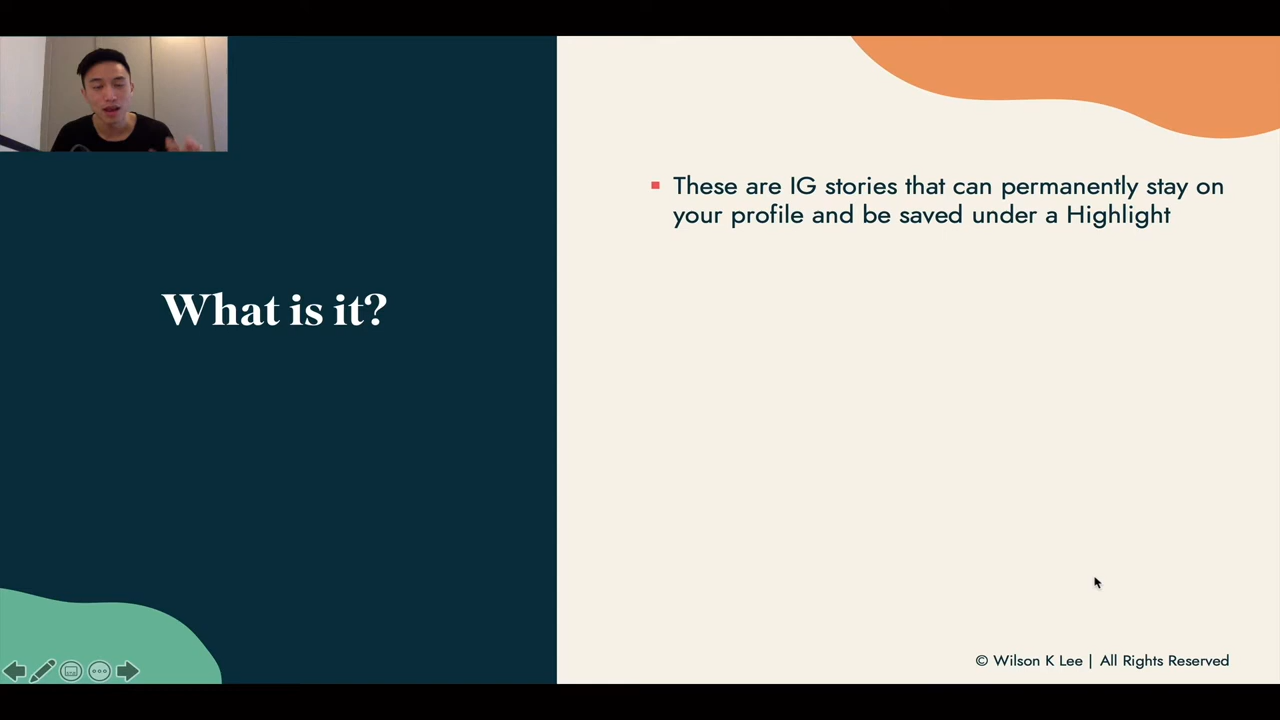 What is it?
These are IG stories that can permanently stay on
your profile and be saved under a Highlight
© Wilson K Lee | All Rights Reserved